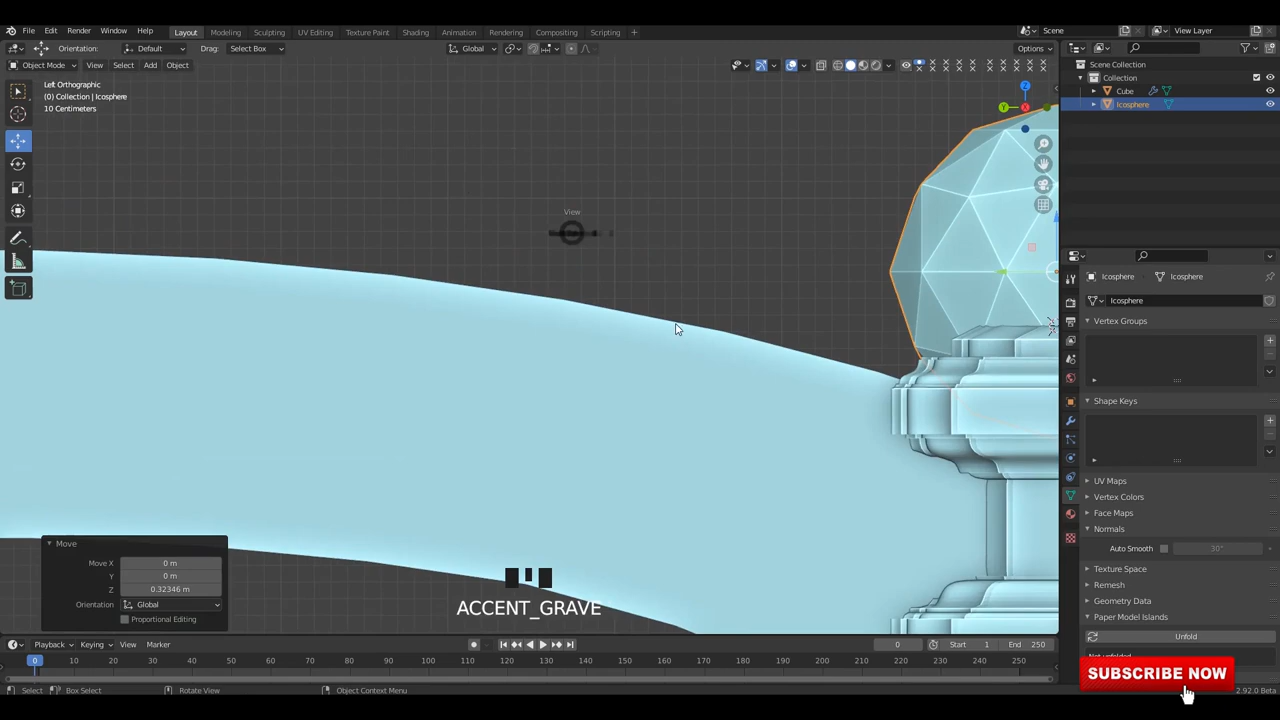 File Edit Render Window Help Layout Modeling Sculpting UV Editing Texture Paint Shading Animation Rendering Compositing Scripting + Scene View Layer
Orientation: Default Drag: Select Box Global Options
Object Mode View Select Add Object
Left Orthographic
(0) Collection | Icosphere
10 Centimeters
View
Move
Move X 0 m
Y 0 m
Z 0.32346 m
Orientation Global
Proportional Editing
ACCENT_GRAVE
Scene Collection
Collection
Cube
Icosphere
Icosphere Icosphere
Icosphere
Vertex Groups
Shape Keys
UV Maps
Vertex Colors
Face Maps
Normals
Auto Smooth 30°
Texture Space
Remesh
Geometry Data
Paper Model Islands
Unfold
SUBSCRIBE NOW
Playback Keying View Marker 0 Start 1 End 250
0 10 20 30 40 50 60 70 80 90 100 110 120 130 140 150 160 170 180 190 200 210 220 230 240 250
Select Box Select Rotate View Object Context Menu 2.92.0 Beta